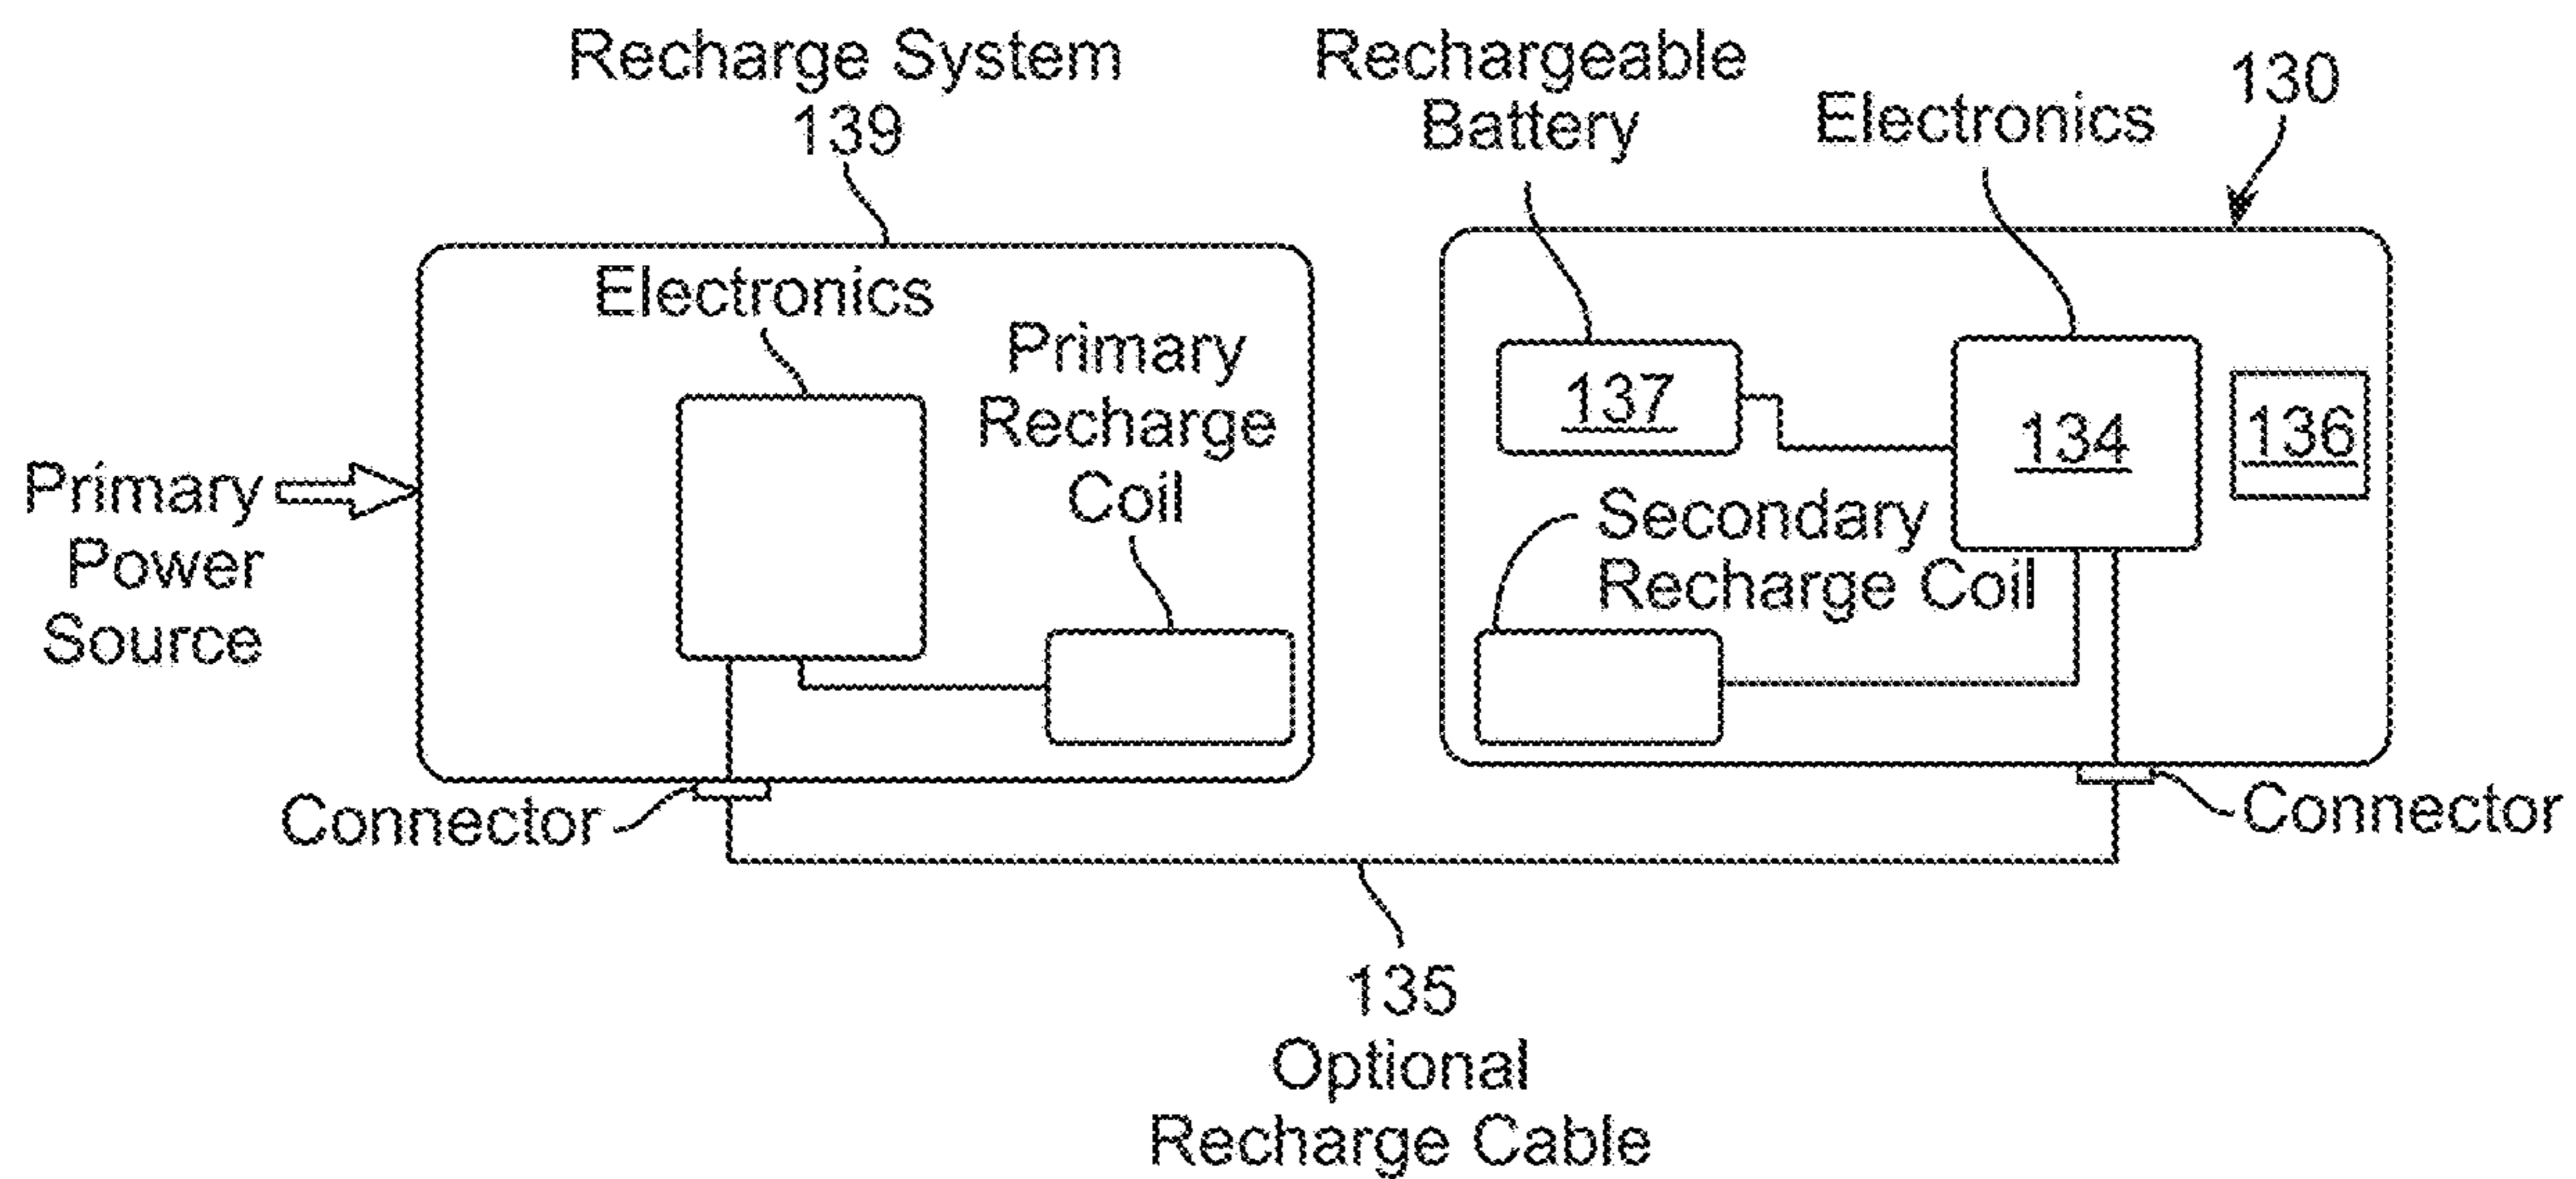 Recharge System
139
Rechargeable
Battery
Electronics
130
Electronics
Primary
Recharge
Coil
Primary
Power
Source
137
134
136
Secondary
Recharge Coil
Connector
Connector
135
Optional
Recharge Cable